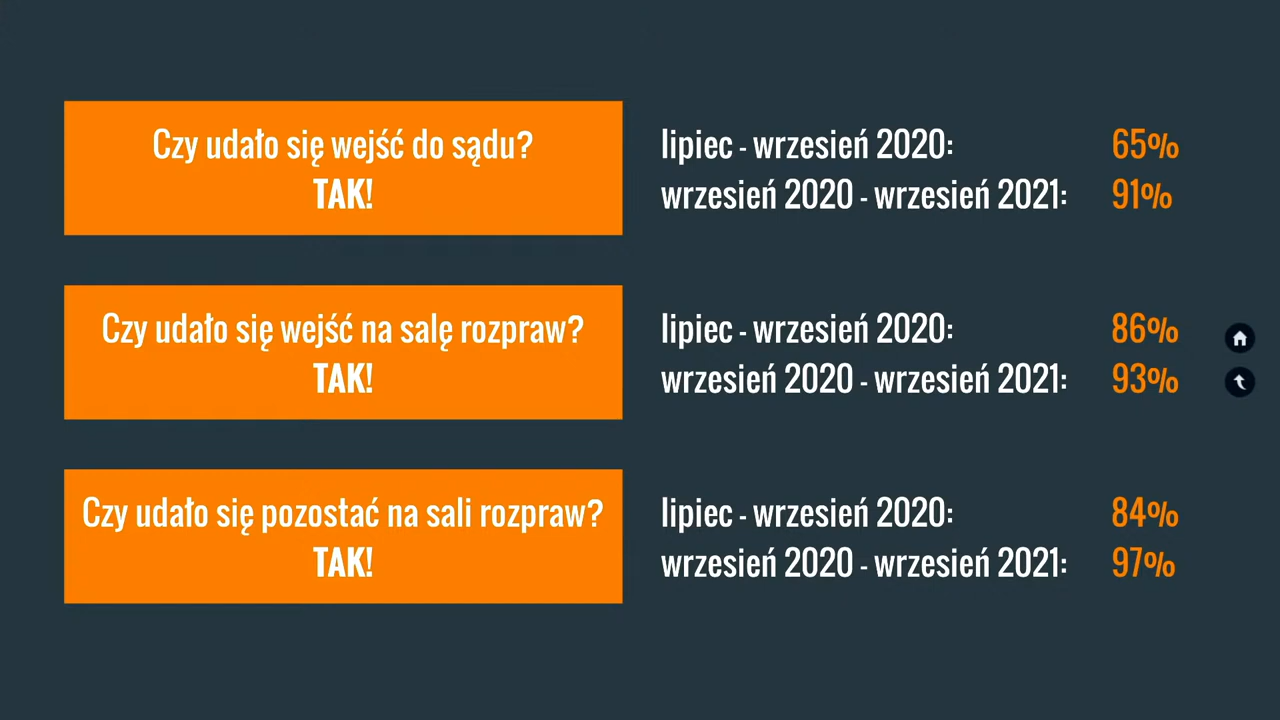 Czy udało się wejść do sądu?
TAK!
lipiec - wrzesień 2020: 65%
wrzesień 2020 - wrzesień 2021: 91%
Czy udało się wejść na salę rozpraw?
TAK!
lipiec - wrzesień 2020: 86%
wrzesień 2020 - wrzesień 2021: 93%
Czy udało się pozostać na sali rozpraw?
TAK!
lipiec - wrzesień 2020: 84%
wrzesień 2020 - wrzesień 2021: 97%